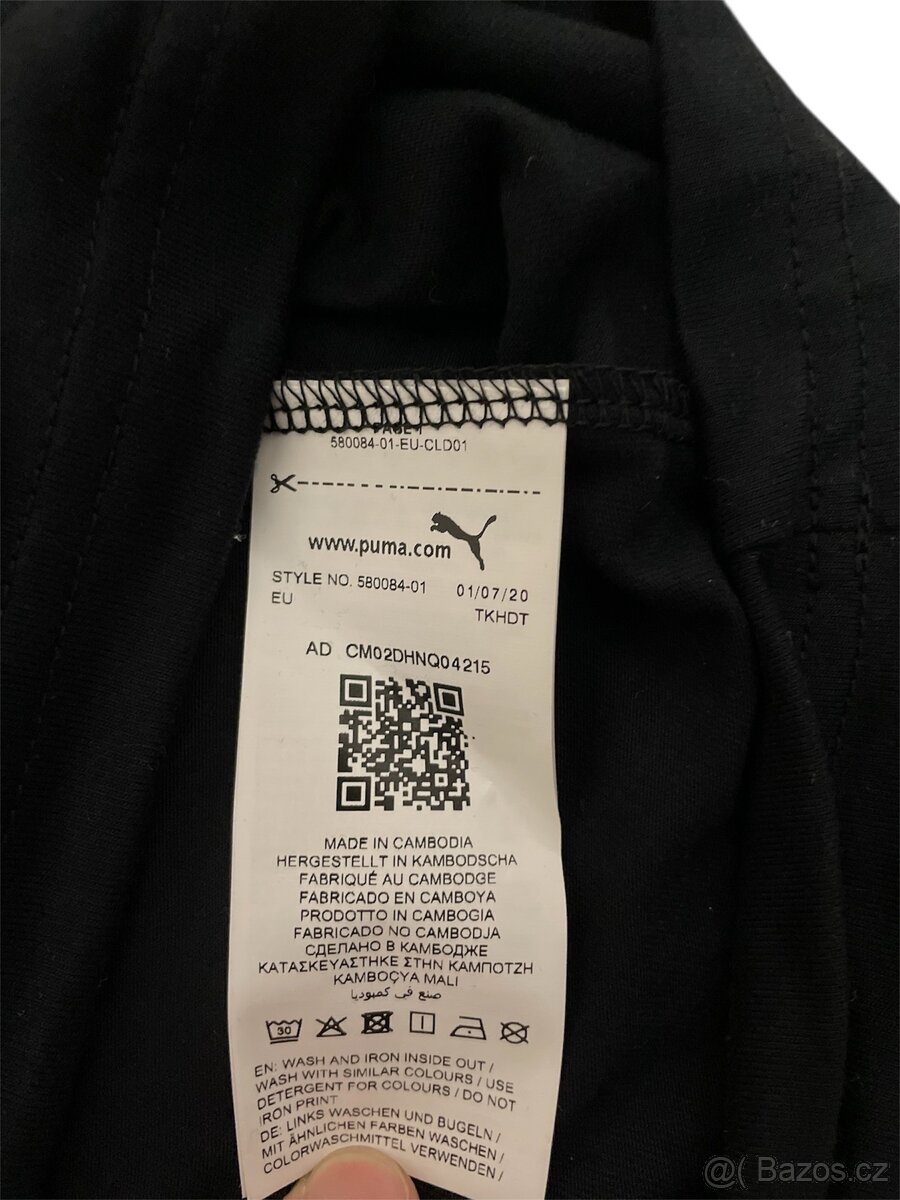 580084-01-EU-CLD01
www.puma.com
STYLE NO. 580084-01 01/07/20
EU TKHDT
AD CM02DHNQ04215
MADE IN CAMBODIA
HERGESTELLT IN KAMBODSCHA
FABRIQUÉ AU CAMBODGE
FABRICADO EN CAMBOYA
PRODOTTO IN CAMBOGIA
FABRICADO NO CAMBODJA
СДЕЛАНО В КАМБОДЖЕ
ΚΑΤΑΣΚΕΥΑΣΤΗΚΕ ΣΤΗΝ ΚΑΜΠΟΤΖΗ
KAMBOÇYA MALI
صنع في كمبوديا
30
EN: WASH AND IRON INSIDE OUT /
WASH WITH SIMILAR COLOURS / USE
DETERGENT FOR COLOURS / DO NOT
IRON PRINT
DE: LINKS WASCHEN UND BUGELN /
MIT ÄHNLICHEN FARBEN WASCHEN /
COLORWASCHMITTEL VERWENDEN /
@( Bazos.cz